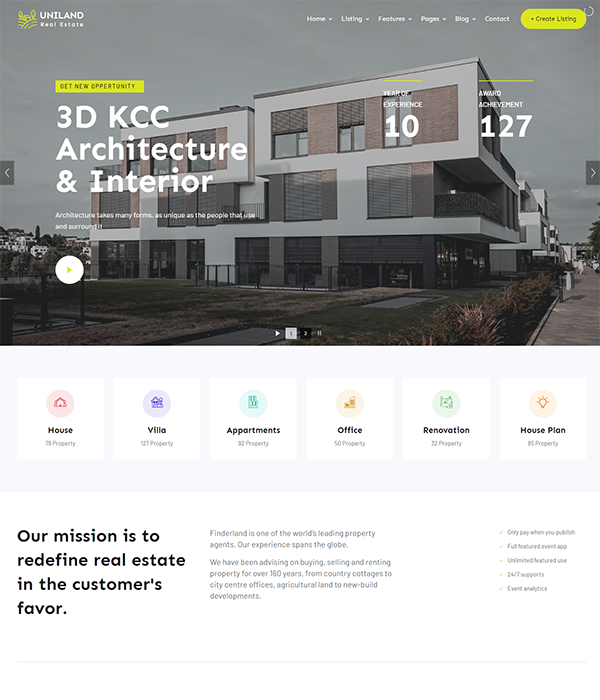 UNILAND
Real Estate
Home
Listing
Features
Pages
Blog
Contact
+ Create Listing
GET NEW OPPERTUNITY
3D KCC
Architecture
& Interior
Architecture takes many forms, as unique as the people that use
and surround it
YEAR OF
EXPERIENCE
10
AWARD
ACHIEVEMENT
127
1
2
House
79 Property
Villa
127 Property
Appartments
92 Property
Office
50 Property
Renovation
32 Property
House Plan
85 Property
Our mission is to
redefine real estate
in the customer's
favor.
Finderland is one of the world's leading property
agents. Our experience spans the globe.
We have been advising on buying, selling and renting
property for over 160 years, from country cottages to
city centre offices, agricultural land to new-build
developments.
Only pay when you publish
Full featured event app
Unlimited featured use
24/7 supports
Event analytics